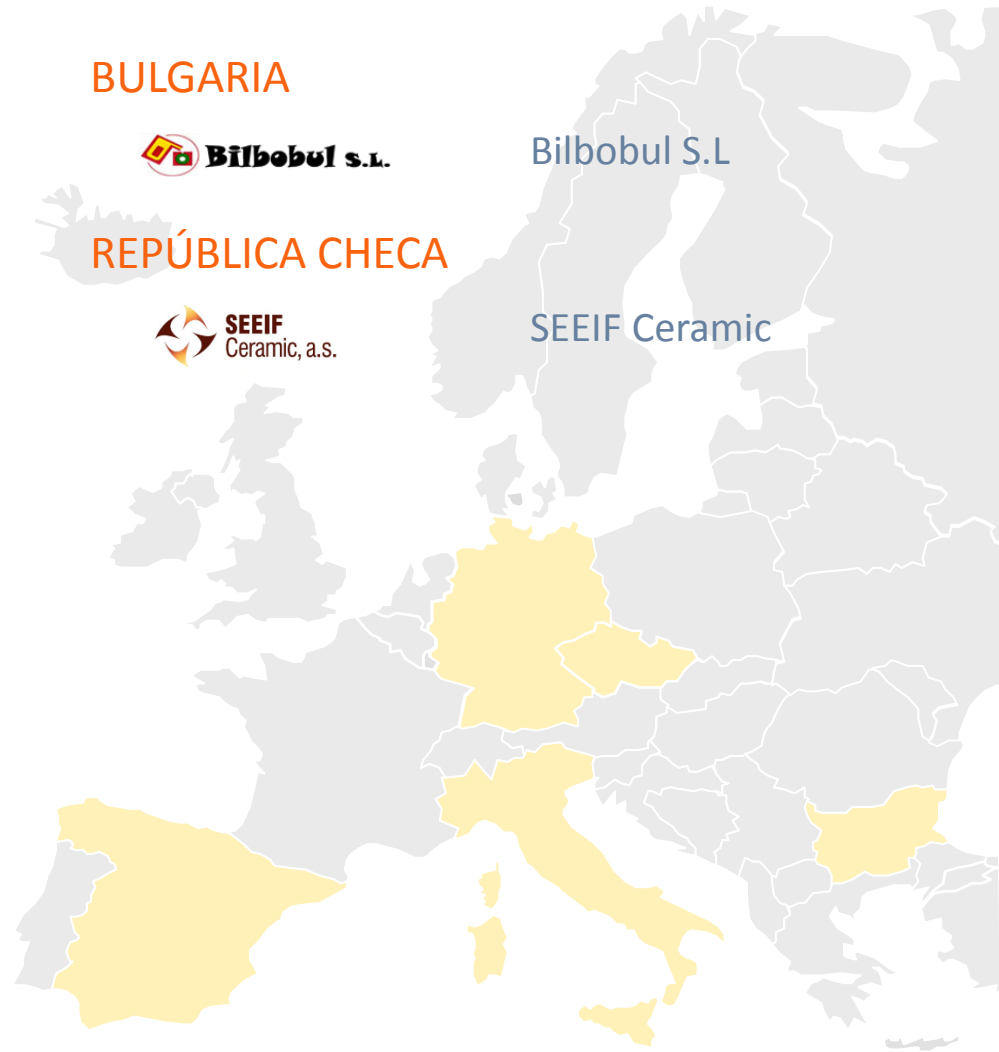 BULGARIA
Bilbobul s.l.
Bilbobul S.L
REPÚBLICA CHECA
SEEIF
Ceramic, a.s.
SEEIF Ceramic